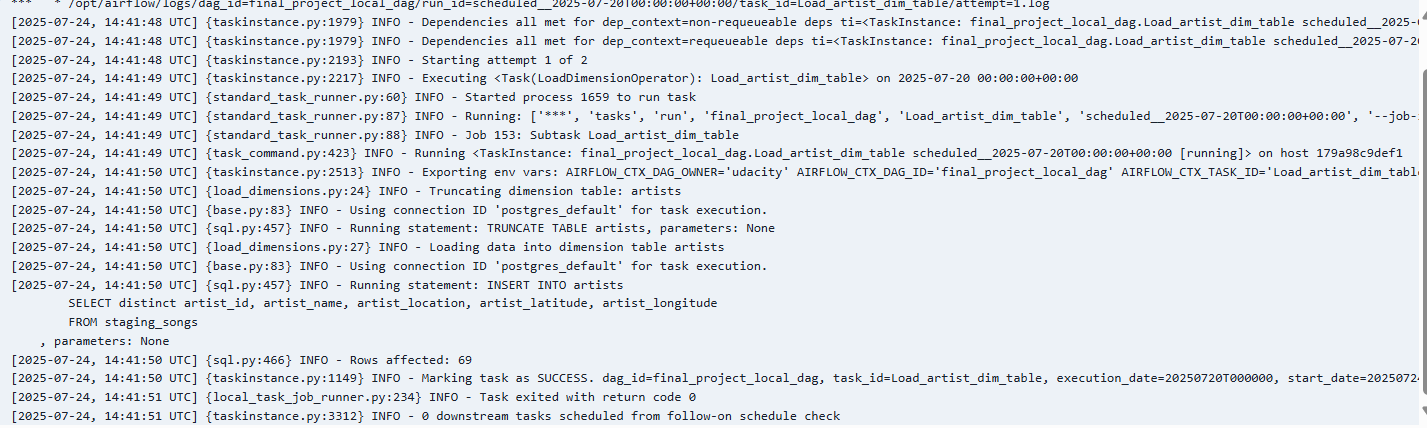 *** * /opt/airflow/logs/dag_id=final_project_local_dag/run_id=scheduled__2025-07-20T00:00:00+00:00/task_id=Load_artist_dim_table/attempt=1.log
[2025-07-24, 14:41:48 UTC] {taskinstance.py:1979} INFO - Dependencies all met for dep_context=non-requeueable deps ti=<TaskInstance: final_project_local_dag.Load_artist_dim_table scheduled__2025-
[2025-07-24, 14:41:48 UTC] {taskinstance.py:1979} INFO - Dependencies all met for dep_context=requeueable deps ti=<TaskInstance: final_project_local_dag.Load_artist_dim_table scheduled__2025-07-20
[2025-07-24, 14:41:48 UTC] {taskinstance.py:2193} INFO - Starting attempt 1 of 2
[2025-07-24, 14:41:49 UTC] {taskinstance.py:2217} INFO - Executing <Task(LoadDimensionOperator): Load_artist_dim_table> on 2025-07-20 00:00:00+00:00
[2025-07-24, 14:41:49 UTC] {standard_task_runner.py:60} INFO - Started process 1659 to run task
[2025-07-24, 14:41:49 UTC] {standard_task_runner.py:87} INFO - Running: ['***', 'tasks', 'run', 'final_project_local_dag', 'Load_artist_dim_table', 'scheduled__2025-07-20T00:00:00+00:00', '--job-
[2025-07-24, 14:41:49 UTC] {standard_task_runner.py:88} INFO - Job 153: Subtask Load_artist_dim_table
[2025-07-24, 14:41:49 UTC] {task_command.py:423} INFO - Running <TaskInstance: final_project_local_dag.Load_artist_dim_table scheduled__2025-07-20T00:00:00+00:00 [running]> on host 179a98c9def1
[2025-07-24, 14:41:50 UTC] {taskinstance.py:2513} INFO - Exporting env vars: AIRFLOW_CTX_DAG_OWNER='udacity' AIRFLOW_CTX_DAG_ID='final_project_local_dag' AIRFLOW_CTX_TASK_ID='Load_artist_dim_table
[2025-07-24, 14:41:50 UTC] {load_dimensions.py:24} INFO - Truncating dimension table: artists
[2025-07-24, 14:41:50 UTC] {base.py:83} INFO - Using connection ID 'postgres_default' for task execution.
[2025-07-24, 14:41:50 UTC] {sql.py:457} INFO - Running statement: TRUNCATE TABLE artists, parameters: None
[2025-07-24, 14:41:50 UTC] {load_dimensions.py:27} INFO - Loading data into dimension table artists
[2025-07-24, 14:41:50 UTC] {base.py:83} INFO - Using connection ID 'postgres_default' for task execution.
[2025-07-24, 14:41:50 UTC] {sql.py:457} INFO - Running statement: INSERT INTO artists
SELECT distinct artist_id, artist_name, artist_location, artist_latitude, artist_longitude
FROM staging_songs
, parameters: None
[2025-07-24, 14:41:50 UTC] {sql.py:466} INFO - Rows affected: 69
[2025-07-24, 14:41:50 UTC] {taskinstance.py:1149} INFO - Marking task as SUCCESS. dag_id=final_project_local_dag, task_id=Load_artist_dim_table, execution_date=20250720T000000, start_date=2025072
[2025-07-24, 14:41:51 UTC] {local_task_job_runner.py:234} INFO - Task exited with return code 0
[2025-07-24, 14:41:51 UTC] {taskinstance.py:3312} INFO - 0 downstream tasks scheduled from follow-on schedule check